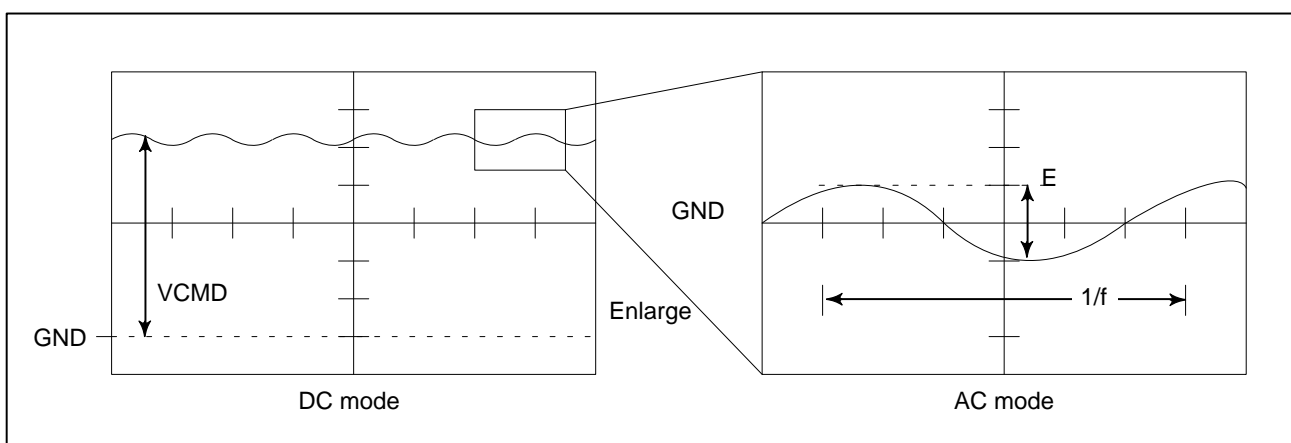 VCMD
GND
DC mode
Enlarge
GND
E
1/f
AC mode